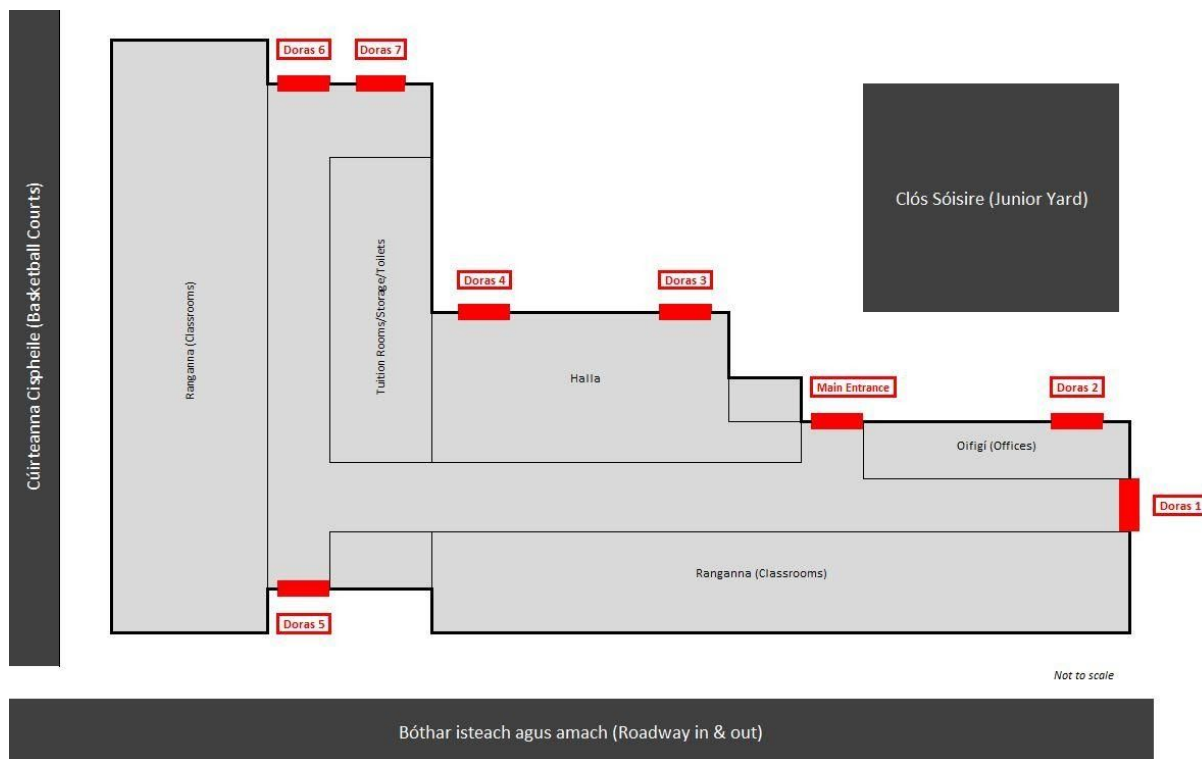 Doras 6
Doras 7
Clós Sóisire (Junior Yard)
Cúirteanna Cispheile (Basketball Courts)
Ranganna (Classrooms)
Tuition Rooms/Storage/Toilets
Doras 4
Doras 3
Halla
Main Entrance
Doras 2
Oifigí (Offices)
Doras 1
Ranganna (Classrooms)
Doras 5
Not to scale
Bóthar isteach agus amach (Roadway in & out)